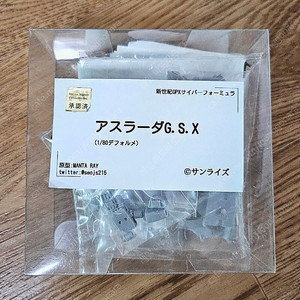 承認済
新世紀GPXサイバーフォーミュラ
アスラーダG.S.X
(1/80デフォルメ)
原型:MANTA RAY
twitter:@seojs215
©サンライズ